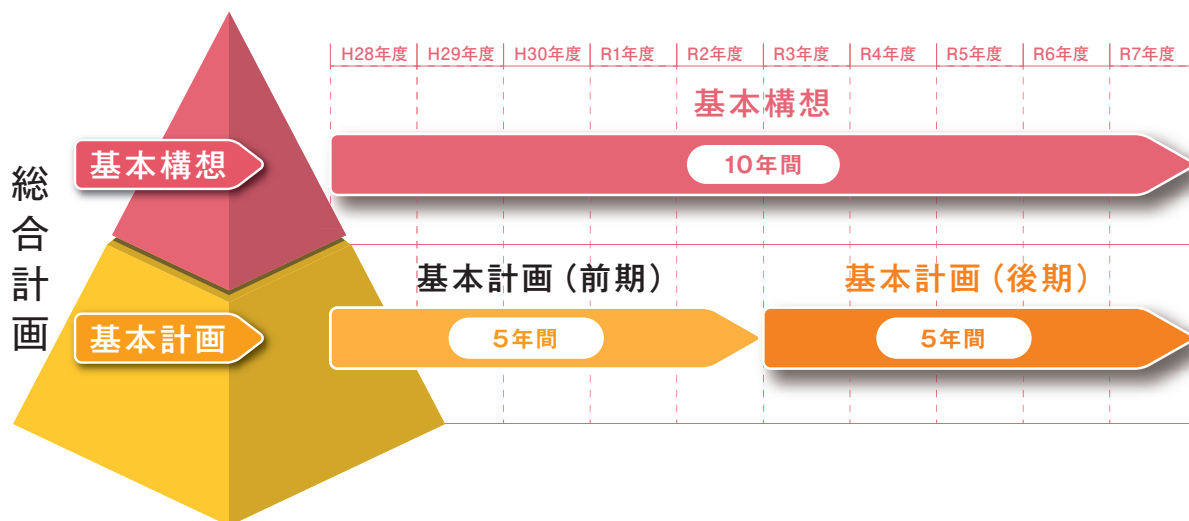 総合計画
H28年度 H29年度 H30年度 R1年度 R2年度 R3年度 R4年度 R5年度 R6年度 R7年度
基本構想
基本構想
10年間
基本計画（前期） 基本計画（後期）
基本計画
5年間 5年間